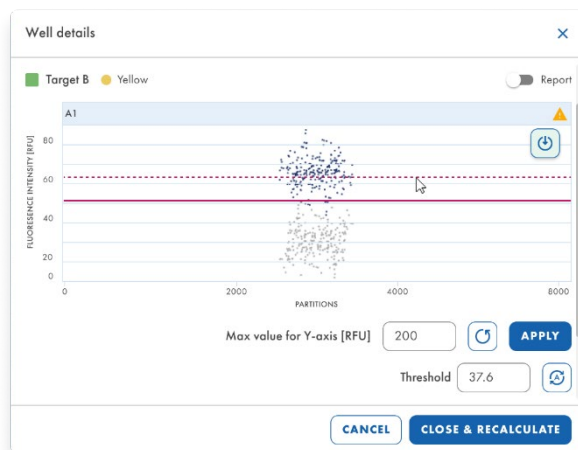 Well details
Target B Yellow Report
A1
FLUORESENCE INTENSITY [RFU]
80
60
40
20
0
0 2000 4000 8000
PARTITIONS
Max value for Y-axis [RFU] 200 APPLY
Threshold 37.6 A
CANCEL CLOSE & RECALCULATE